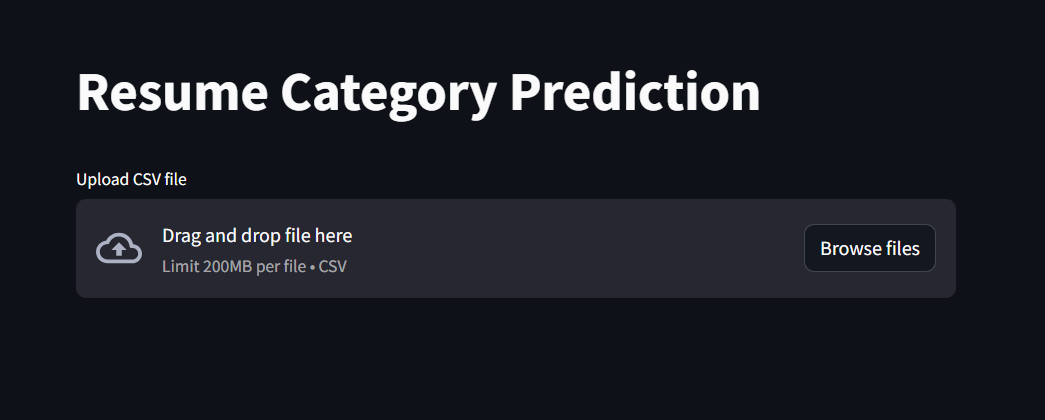 Resume Category Prediction
Upload CSV file
Drag and drop file here
Limit 200MB per file • CSV
Browse files